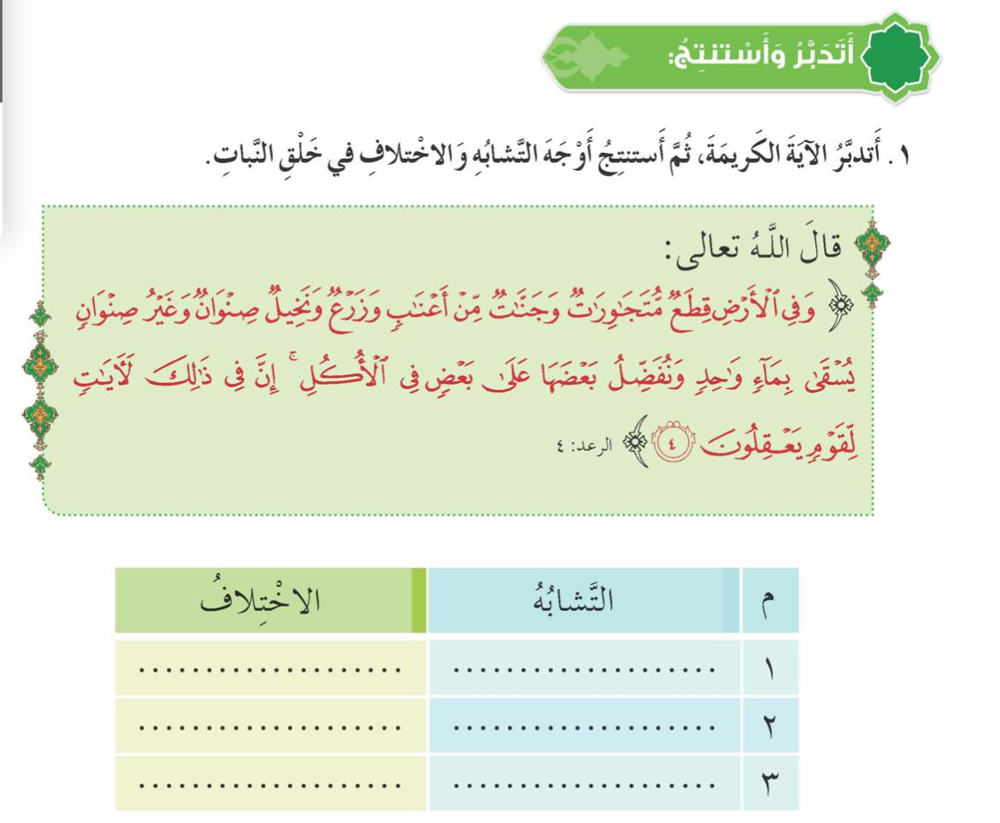 أَتَدَبَّرُ وَأَسْتَنتِجُ:
١. أَتدبَّرُ الآيَةَ الكَريمَةَ، ثُمَّ أَستنتِجُ أَوْجَهَ التَّشابُهِ وَالاخْتلافِ في خَلْقِ النَّباتِ.
قالَ اللَّهُ تعالى:
﴿ وَفِي ٱلْأَرْضِ قِطَعٌ مُّتَجَٰوِرَٰتٌ وَجَنَّٰتٌ مِّنْ أَعْنَٰبٍ وَزَرْعٌ وَنَخِيلٌ صِنْوَانٌ وَغَيْرُ صِنْوَانٍ
يُسْقَىٰ بِمَآءٍ وَٰحِدٍ وَنُفَضِّلُ بَعْضَهَا عَلَىٰ بَعْضٍ فِي ٱلْأُكُلِ ۚ إِنَّ فِي ذَٰلِكَ لَـَٔايَٰتٍ
لِّقَوْمٍ يَعْقِلُونَ ٤ ﴾ الرعد: ٤
م التَّشابُهُ الاخْتِلافُ
١ .................... ....................
٢ .................... ....................
٣ .................... ....................